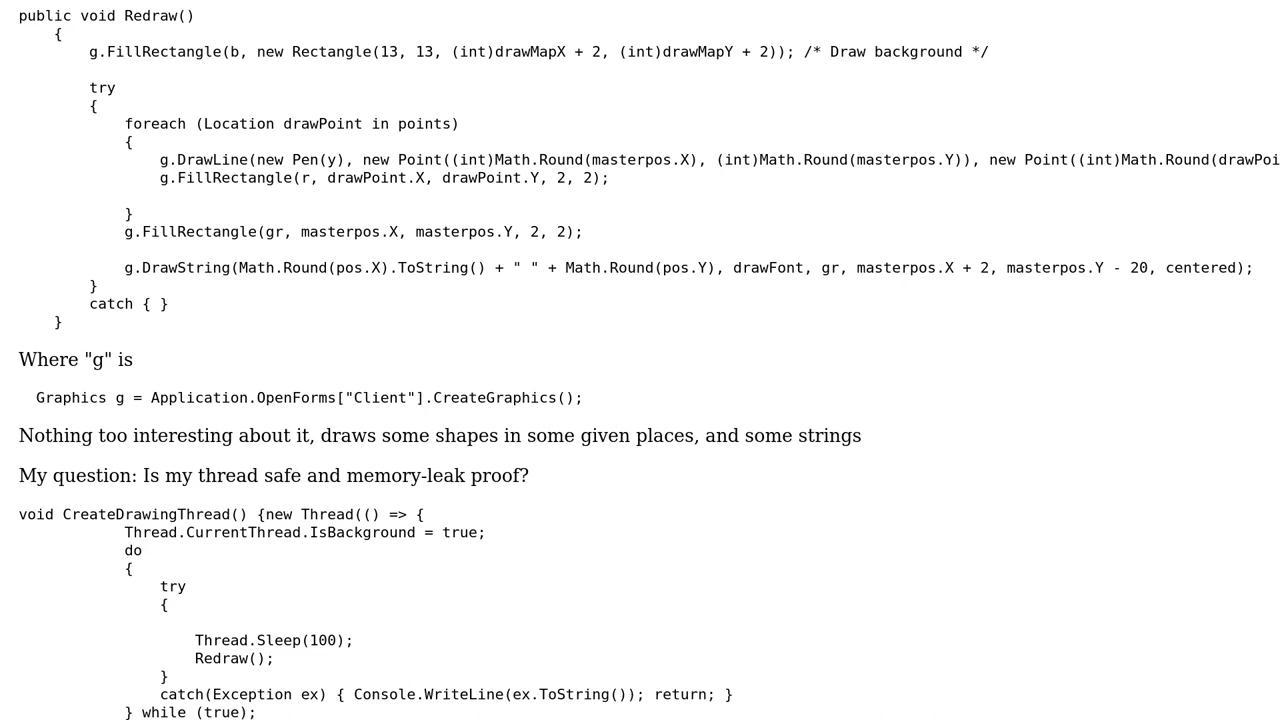 public void Redraw()
{
g.FillRectangle(b, new Rectangle(13, 13, (int)drawMapX + 2, (int)drawMapY + 2)); /* Draw background */
try
{
foreach (Location drawPoint in points)
{
g.DrawLine(new Pen(y), new Point((int)Math.Round(masterpos.X), (int)Math.Round(masterpos.Y)), new Point((int)Math.Round(drawPoi
g.FillRectangle(r, drawPoint.X, drawPoint.Y, 2, 2);
}
g.FillRectangle(gr, masterpos.X, masterpos.Y, 2, 2);
g.DrawString(Math.Round(pos.X).ToString() + " " + Math.Round(pos.Y), drawFont, gr, masterpos.X + 2, masterpos.Y - 20, centered);
}
catch { }
}
Where "g" is
Graphics g = Application.OpenForms["Client"].CreateGraphics();
Nothing too interesting about it, draws some shapes in some given places, and some strings
My question: Is my thread safe and memory-leak proof?
void CreateDrawingThread() {new Thread(() => {
Thread.CurrentThread.IsBackground = true;
do
{
try
{
Thread.Sleep(100);
Redraw();
}
catch(Exception ex) { Console.WriteLine(ex.ToString()); return; }
} while (true);